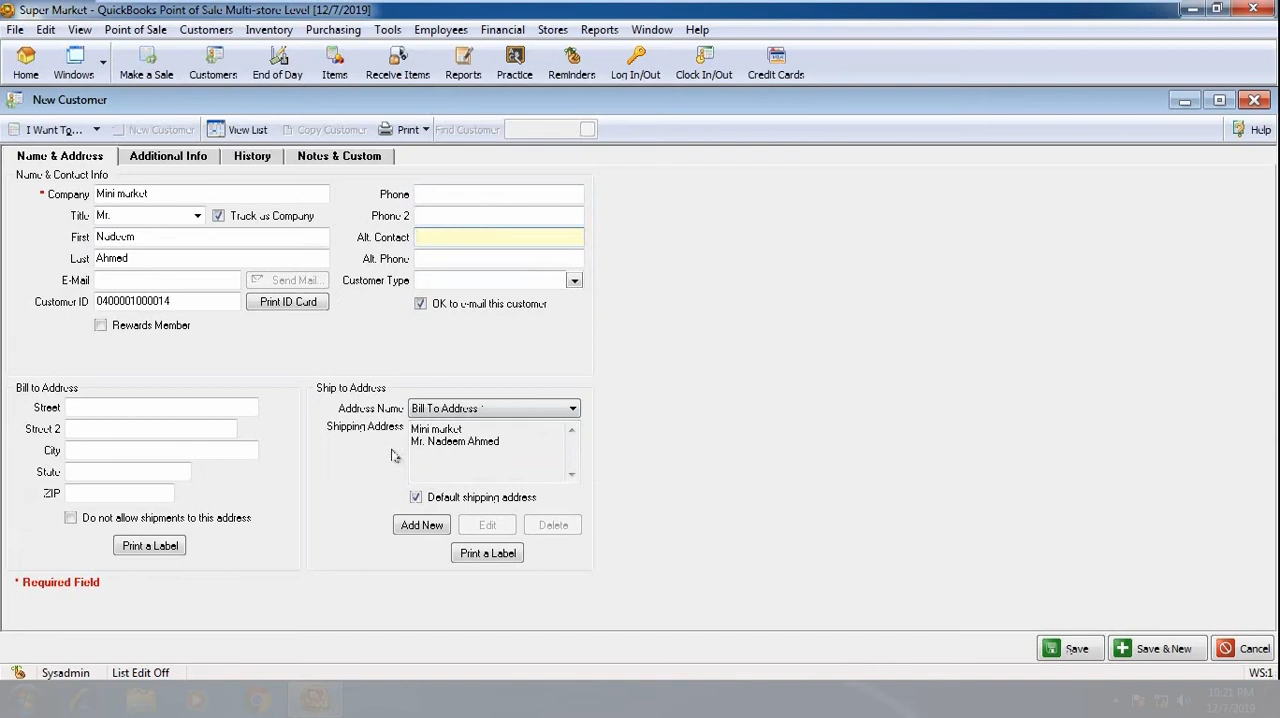 Super Market - QuickBooks Point of Sale Multi-store Level [12/7/2019]
File Edit View Point of Sale Customers Inventory Purchasing Tools Employees Financial Stores Reports Window Help
Home Windows Make a Sale Customers End of Day Items Receive Items Reports Practice Reminders Log In/Out Clock In/Out Credit Cards
New Customer
I Want To... New Customer View List Copy Customer Print Find Customer Help
Name & Address Additional Info History Notes & Custom
Name & Contact Info
* Company Mini market Phone
Title Mr. Track as Company Phone 2
First Nadeem Alt. Contact
Last Ahmed Alt. Phone
E-Mail Send Mail... Customer Type
Customer ID 0400001000014 Print ID Card OK to e-mail this customer
Rewards Member
Bill to Address Ship to Address
Street Address Name Bill To Address
Street 2 Shipping Address Mini market
Mr. Nadeem Ahmed
City
State
ZIP Default shipping address
Do not allow shipments to this address Add New Edit Delete
Print a Label Print a Label
* Required Field
Save Save & New Cancel
Sysadmin List Edit Off WS:1
10:21 PM
12/7/2019